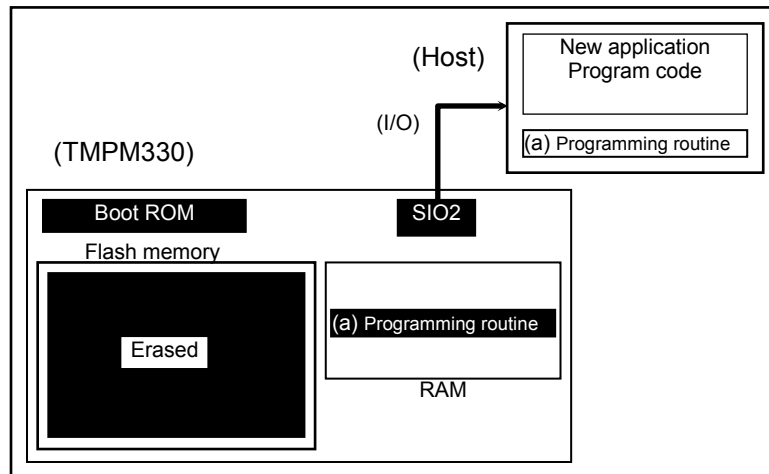 (Host)
New application
Program code
(a) Programming routine
(I/O)
(TMPM330)
Boot ROM
SIO2
Flash memory
Erased
(a) Programming routine
RAM